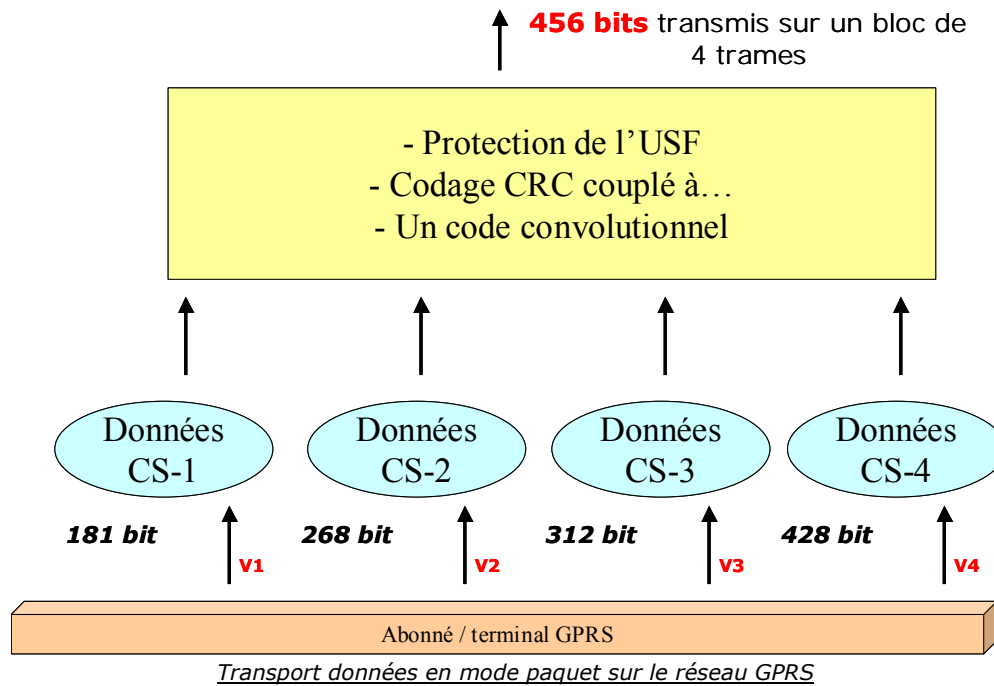 456 bits transmis sur un bloc de
4 trames
- Protection de l’USF
- Codage CRC couplé à…
- Un code convolutionnel
Données
CS-1
Données
CS-2
Données
CS-3
Données
CS-4
181 bit
268 bit
312 bit
428 bit
V1
V2
V3
V4
Abonné / terminal GPRS
Transport données en mode paquet sur le réseau GPRS